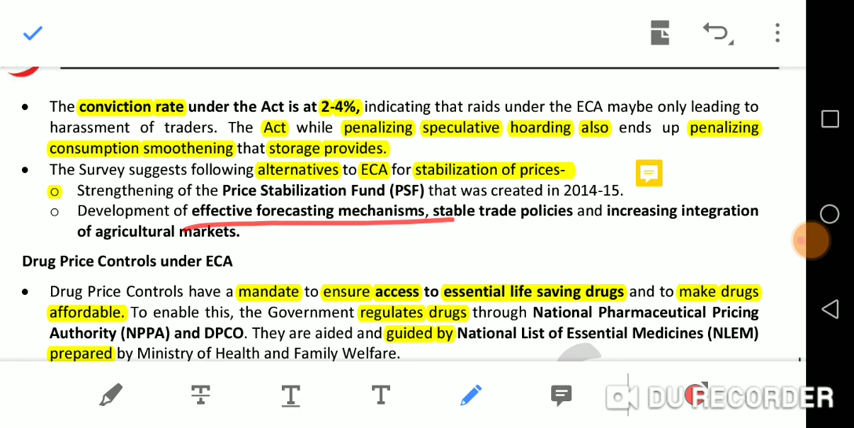 • The conviction rate under the Act is at 2-4%, indicating that raids under the ECA maybe only leading to
harassment of traders. The Act while penalizing speculative hoarding also ends up penalizing
consumption smoothening that storage provides.
• The Survey suggests following alternatives to ECA for stabilization of prices-
o Strengthening of the Price Stabilization Fund (PSF) that was created in 2014-15.
o Development of effective forecasting mechanisms, stable trade policies and increasing integration
of agricultural markets.
Drug Price Controls under ECA
• Drug Price Controls have a mandate to ensure access to essential life saving drugs and to make drugs
affordable. To enable this, the Government regulates drugs through National Pharmaceutical Pricing
Authority (NPPA) and DPCO. They are aided and guided by National List of Essential Medicines (NLEM)
prepared by Ministry of Health and Family Welfare.
T T T
DU RECORDER